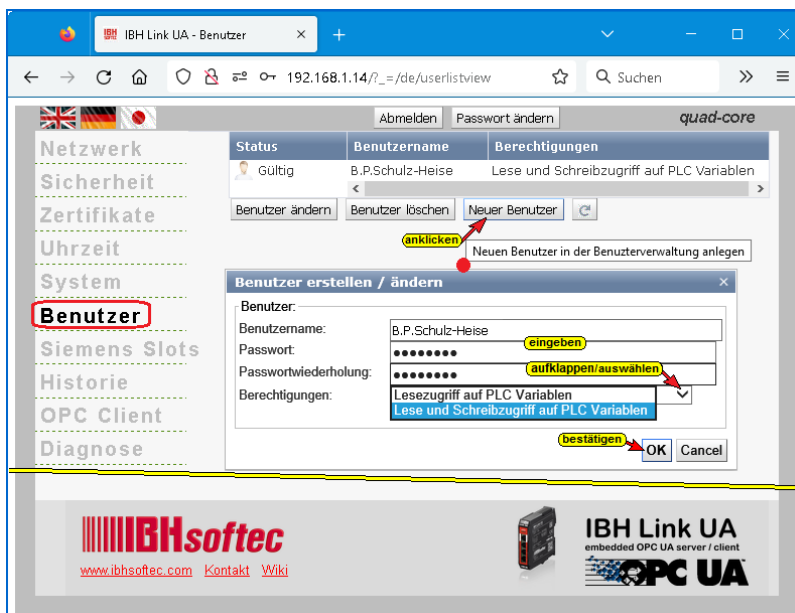 IBH Link UA - Benutzer
192.168.1.14/?_=/de/userlistview
Suchen
Abmelden Passwort ändern quad-core
Netzwerk
Sicherheit
Zertifikate
Uhrzeit
System
Benutzer
Siemens Slots
Historie
OPC Client
Diagnose
Status Benutzername Berechtigungen
Gültig B.P.Schulz-Heise Lese und Schreibzugriff auf PLC Variablen
Benutzer ändern Benutzer löschen Neuer Benutzer
anklicken
Neuen Benutzer in der Benuzterverwaltung anlegen
Benutzer erstellen / ändern
Benutzer:
Benutzername: B.P.Schulz-Heise
eingeben
Passwort: ●●●●●●●●
aufklappen/auswählen
Passwortwiederholung: ●●●●●●●●
Berechtigungen: Lesezugriff auf PLC Variablen
Lese und Schreibzugriff auf PLC Variablen
bestätigen
OK Cancel
IBHsoftec
www.ibhsoftec.com Kontakt Wiki
IBH Link UA
embedded OPC UA server / client
OPC UA